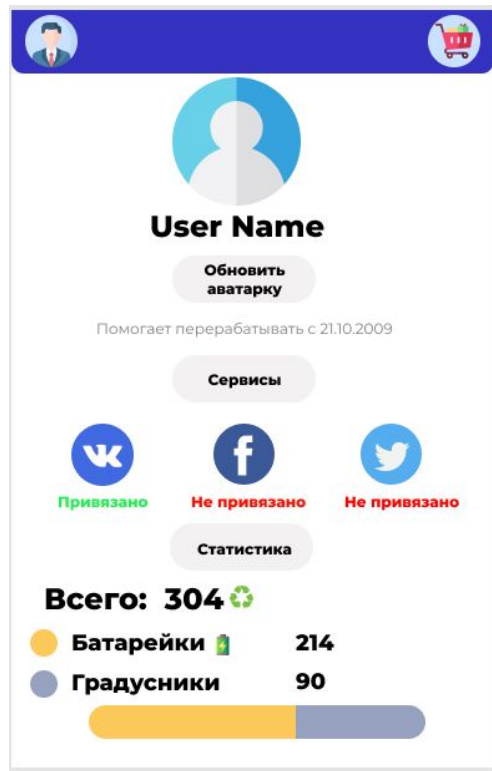 User Name
Обновить
аватарку
Помогает перерабатывать с 21.10.2009
Сервисы
Привязано Не привязано Не привязано
Статистика
Всего: 304
Батарейки 214
Градусники 90